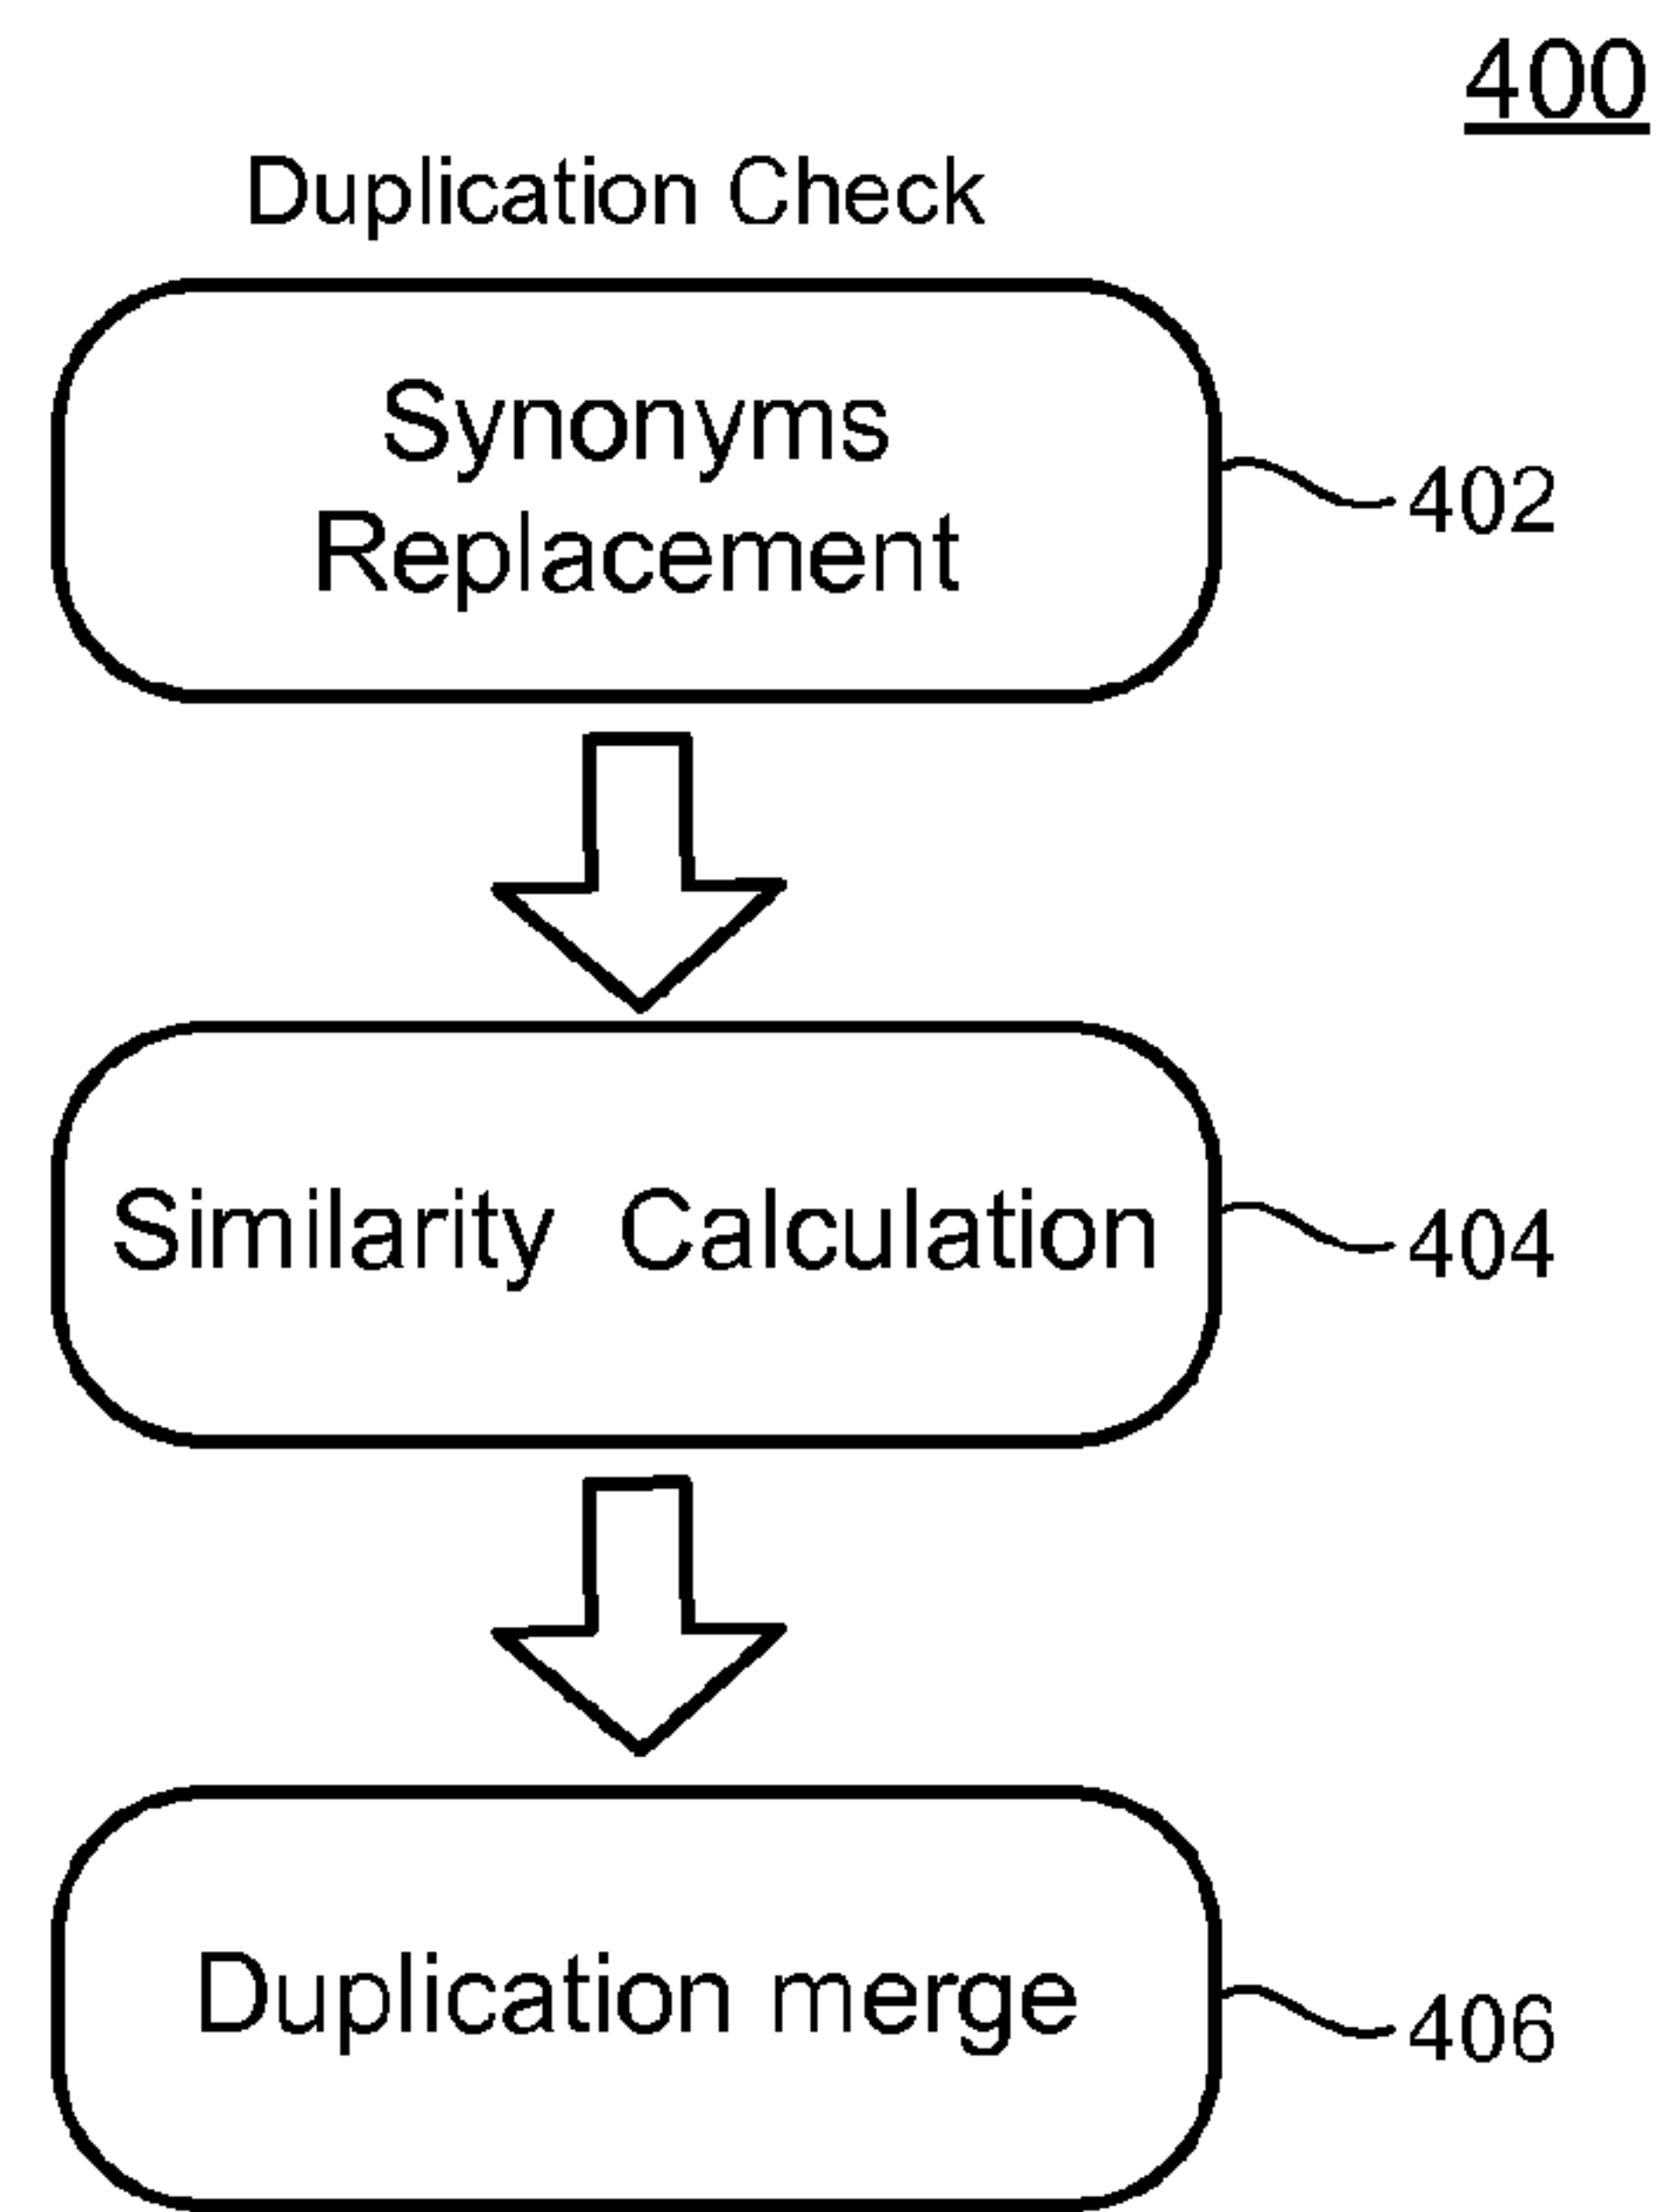 400
Duplication Check
Synonyms
Replacement
402
Similarity Calculation
404
Duplication merge
406